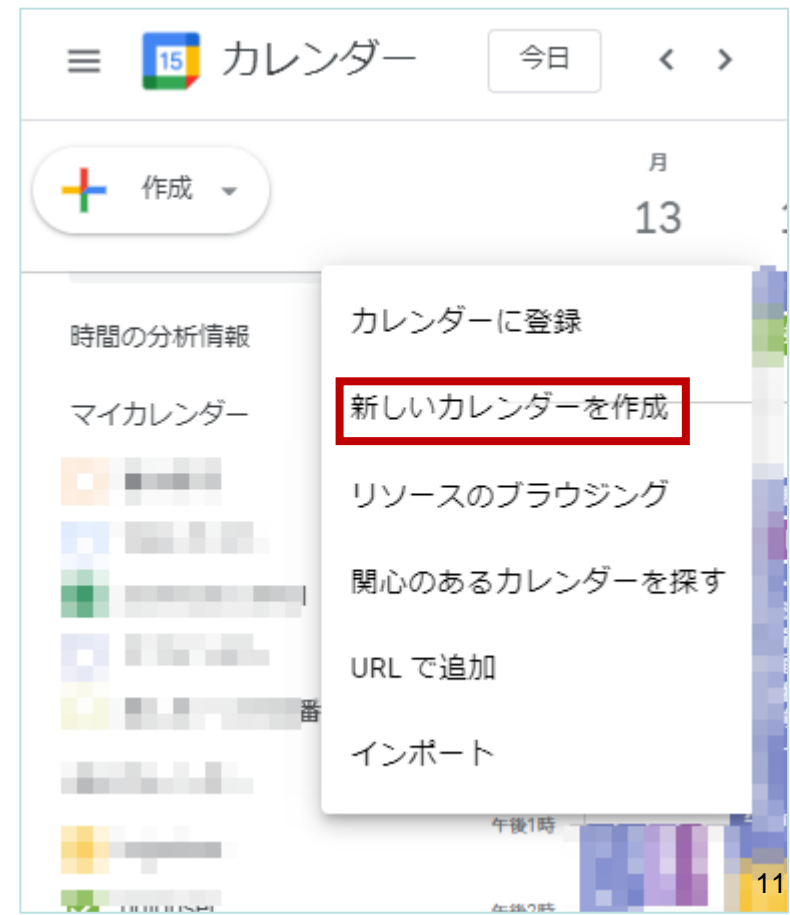 15 カレンダー 今日
作成
月
13
時間の分析情報
マイカレンダー
カレンダーに登録
新しいカレンダーを作成
リソースのブラウジング
関心のあるカレンダーを探す
URL で追加
インポート
番
午後1時
午後2時
11